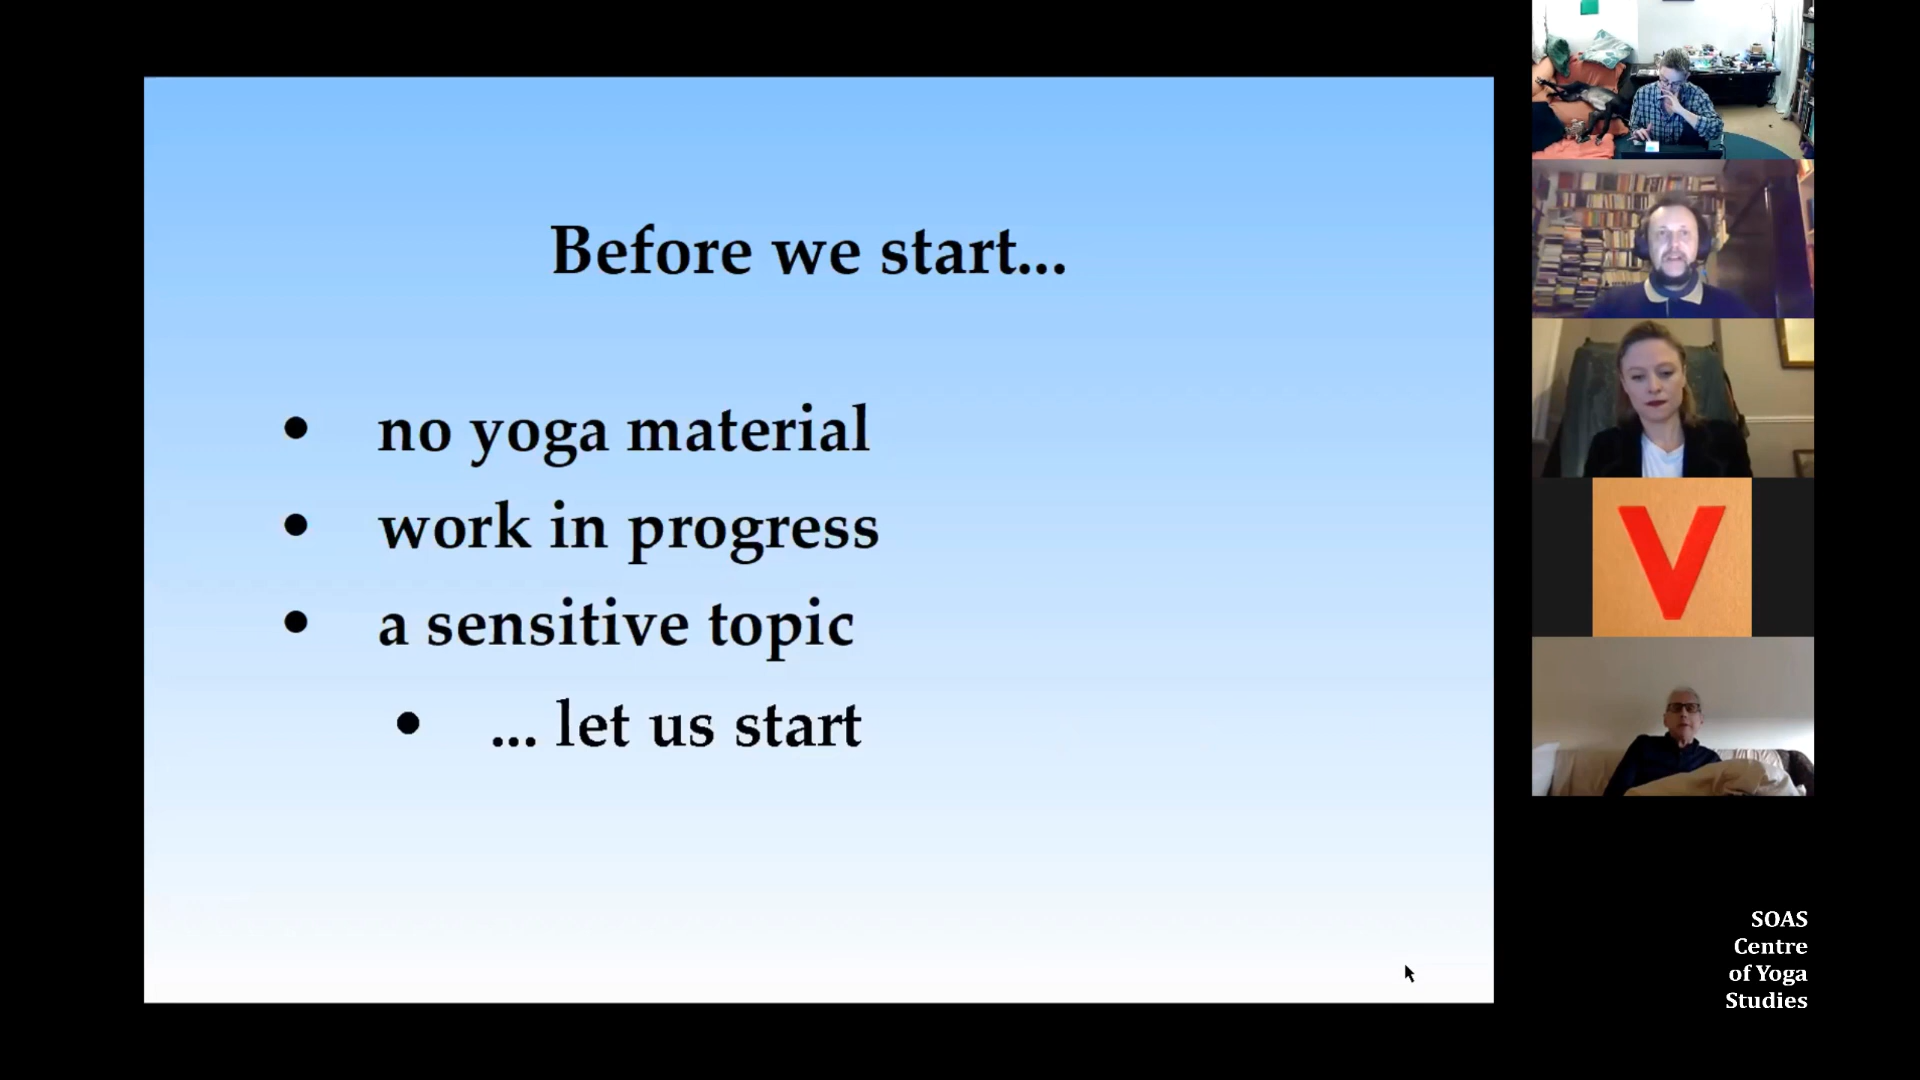 Before we start...
• no yoga material
• work in progress
• a sensitive topic
• ... let us start
V
SOAS
Centre
of Yoga
Studies